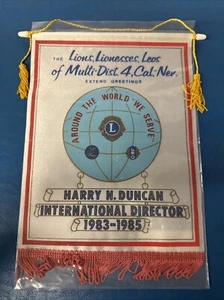 THE Lions, Lionesses, Leos
of Multi-Dist. 4, Cal.-Nev.
EXTEND GREETINGS
AROUND THE WORLD WE SERVE
L
HARRY N. DUNCAN
INTERNATIONAL DIRECTOR
1983-1985